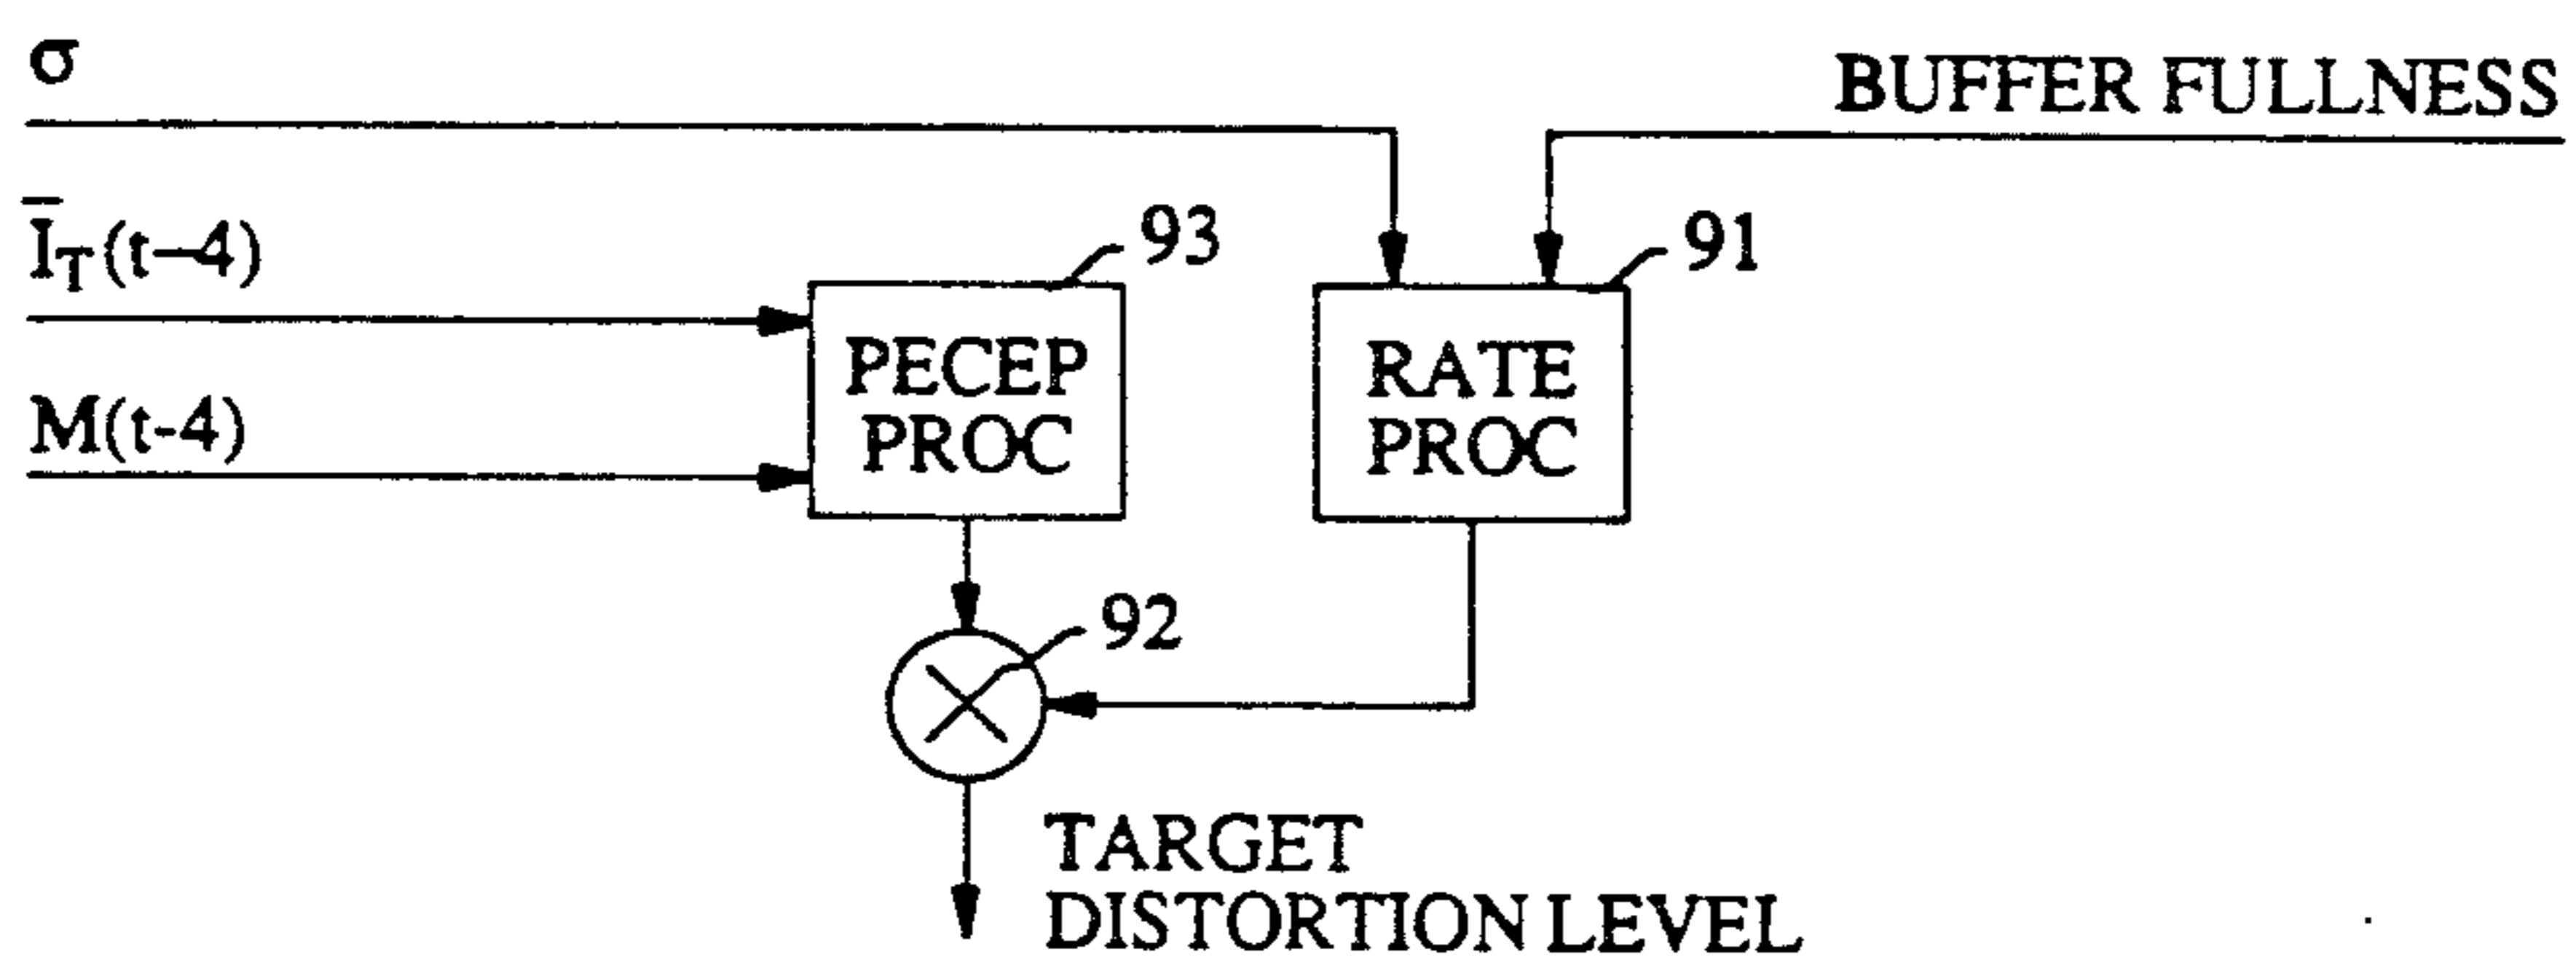 σ
BUFFER FULLNESS
Ī_T(t–4)
93
91
M(t-4)
PECEP
PROC
RATE
PROC
92
TARGET
DISTORTION LEVEL